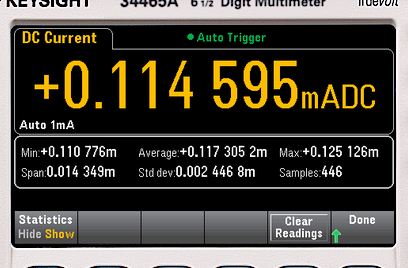 KEYSIGHT 34465A 6 1/2 Digit Multimeter Truevolt
DC Current Auto Trigger
+0.114 595mADC
Auto 1mA
Min:+0.110 776m Average:+0.117 305 2m Max:+0.125 126m
Span:0.014 349m Std dev:0.002 446 8m Samples:446
Statistics Clear Done
Hide Show Readings